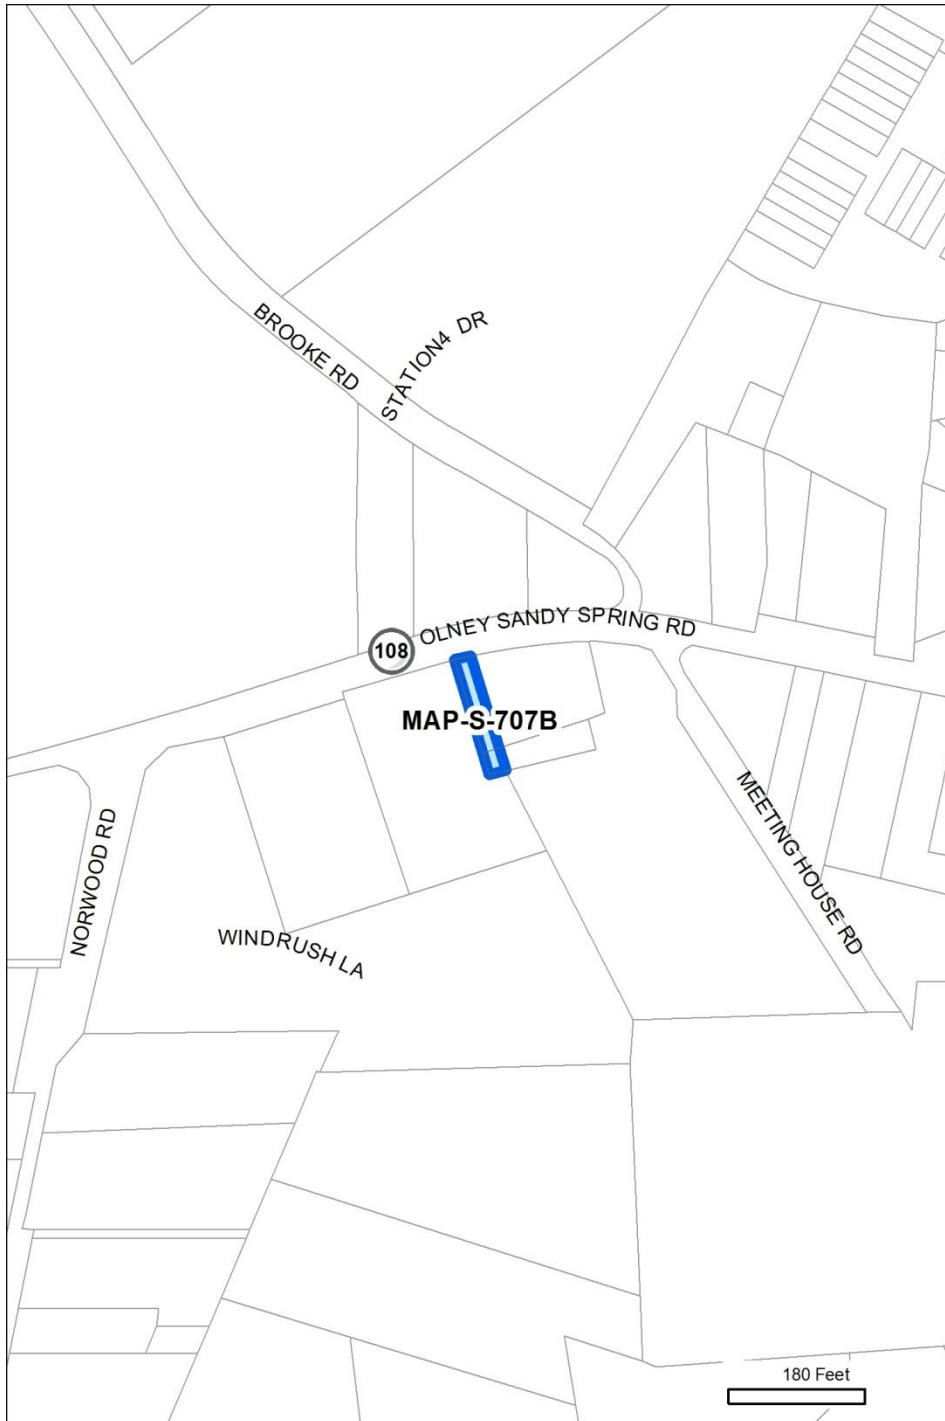 BROOKE RD
STATION4 DR
OLNEY SANDY SPRING RD
108
MAP-S-707B
MEETING HOUSE RD
NORWOOD RD
WINDRUSH LA
180 Feet